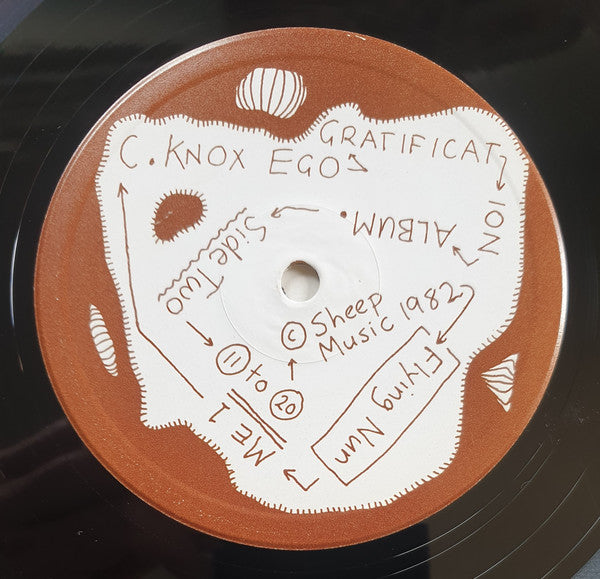 C. KNOX EGO
GRATIFICAT
ION
ALBUM.
Side Two
11 to 20
© Sheep
Music 1982
Flying Nun
ME 1